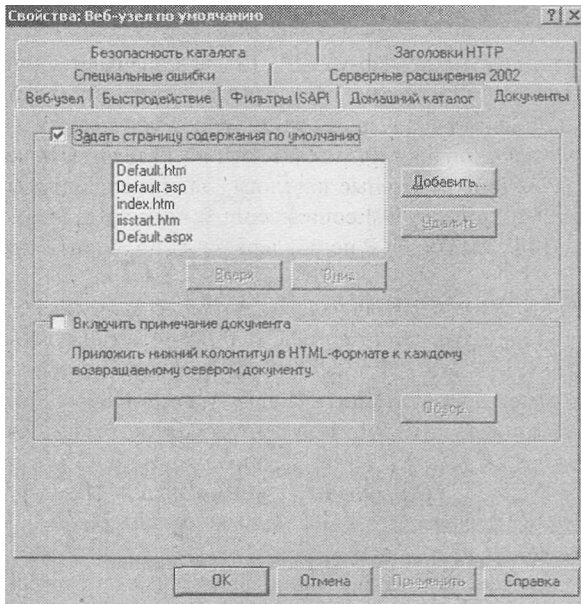 Свойства: Веб-узел по умолчанию
Безопасность каталога
Заголовки HTTP
Специальные ошибки
Серверные расширения 2002
Веб-узел
Быстродействие
Фильтры ISAPI
Домашний каталог
Документы
Задать страницу содержания по умолчанию
Default.htm
Default.asp
index.htm
iisstart.htm
Default.aspx
Добавить...
Удалить
Вверх
Вниз
Включить примечание документа
Приложить нижний колонтитул в HTML-формате к каждому
возвращаемому севером документу.
Обзор...
OK
Отмена
Применить
Справка